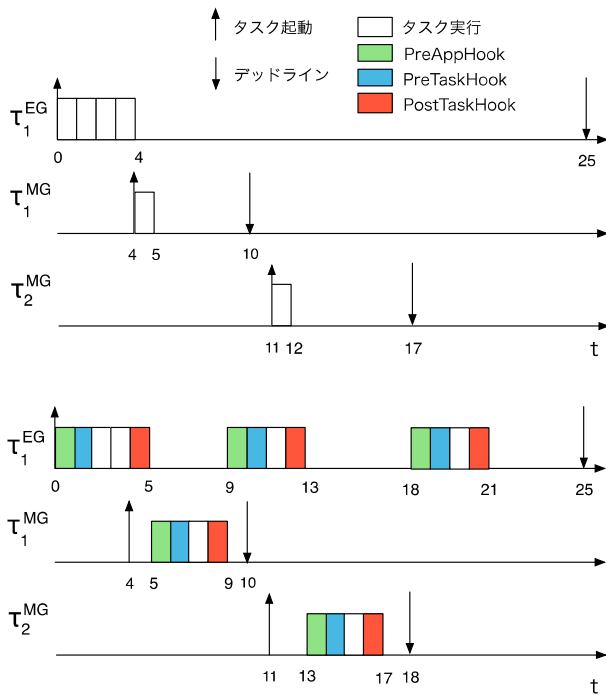 タスク起動
タスク実行
PreAppHook
デッドライン
PreTaskHook
PostTaskHook
τ1EG
0 4 25
τ1MG
4 5 10
τ2MG
11 12 17 t
τ1EG
0 5 9 13 18 21 25
τ1MG
4 5 9 10
τ2MG
11 13 17 18 t